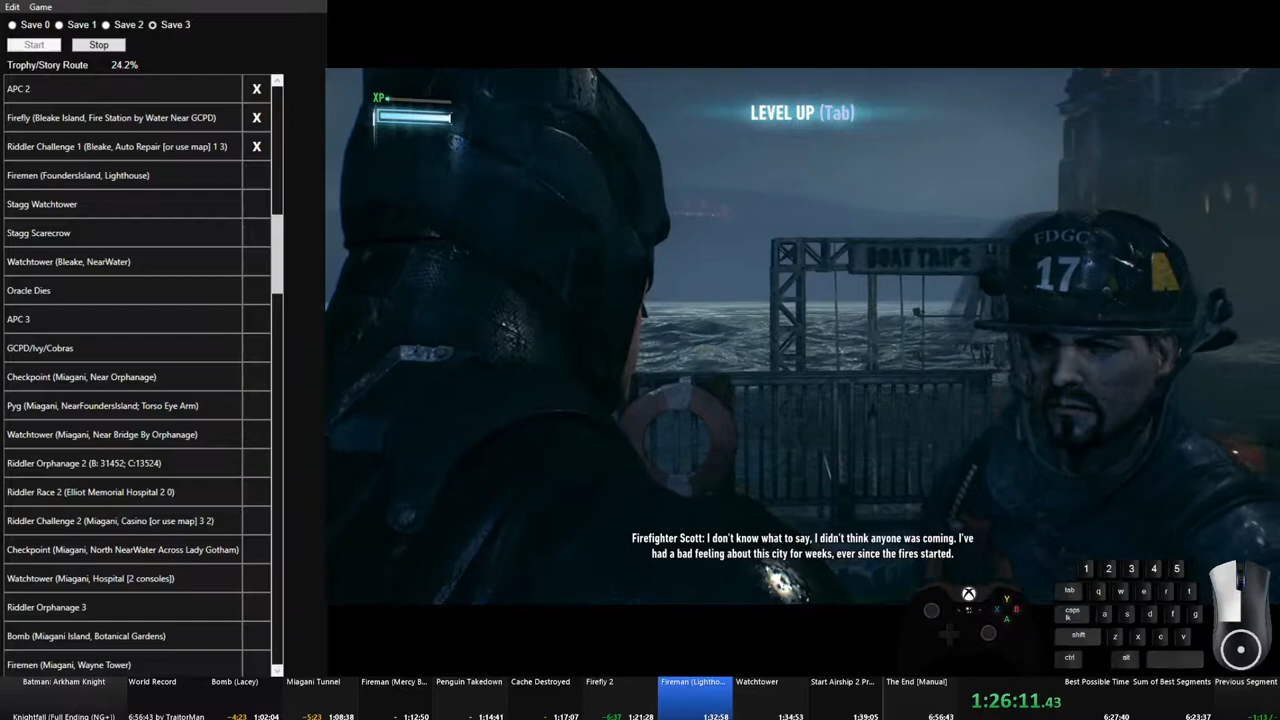 Edit Game
Save 0 Save 1 Save 2 Save 3
Start Stop
Trophy/Story Route 24.2%
APC 2 X
Firefly (Bleake Island, Fire Station by Water Near GCPD) X
Riddler Challenge 1 (Bleake, Auto Repair [or use map] 1 3) X
Firemen (FoundersIsland, Lighthouse)
Stagg Watchtower
Stagg Scarecrow
Watchtower (Bleake, NearWater)
Oracle Dies
APC 3
GCPD/Ivy/Cobras
Checkpoint (Miagani, Near Orphanage)
Pyg (Miagani, NearFoundersIsland; Torso Eye Arm)
Watchtower (Miagani, Near Bridge By Orphanage)
Riddler Orphanage 2 (B: 31452; C:13524)
Riddler Race 2 (Elliot Memorial Hospital 2 0)
Riddler Challenge 2 (Miagani, Casino [or use map] 3 2)
Checkpoint (Miagani, North NearWater Across Lady Gotham)
Watchtower (Miagani, Hospital [2 consoles])
Riddler Orphanage 3
Bomb (Miagani Island, Botanical Gardens)
Firemen (Miagani, Wayne Tower)
XP
LEVEL UP (Tab)
BOAT TRIPS
FDGC
17
Firefighter Scott: I don't know what to say, I didn't think anyone was coming. I've
had a bad feeling about this city for weeks, ever since the fires started.
Y
X B
A
1 2 3 4 5
tab q w e r t
caps lk a s d f g
shift z x c v
ctrl alt
Batman: Arkham Knight World Record Bomb (Lacey) Miagani Tunnel Fireman (Mercy B... Penguin Takedown Cache Destroyed Firefly 2 Fireman (Lightho... Watchtower Start Airship 2 Pr... The End [Manual] 1:26:11.43 Best Possible Time Sum of Best Segments Previous Segment
Knightfall (Full Ending (NG+)) 6:56:43 by TraitorMan -4:23 1:02:04 -5:23 1:08:38 1:12:50 1:14:41 1:17:07 -6:37 1:21:28 1:32:58 1:34:53 1:39:05 6:56:43 6:27:40 6:23:37 -1:13